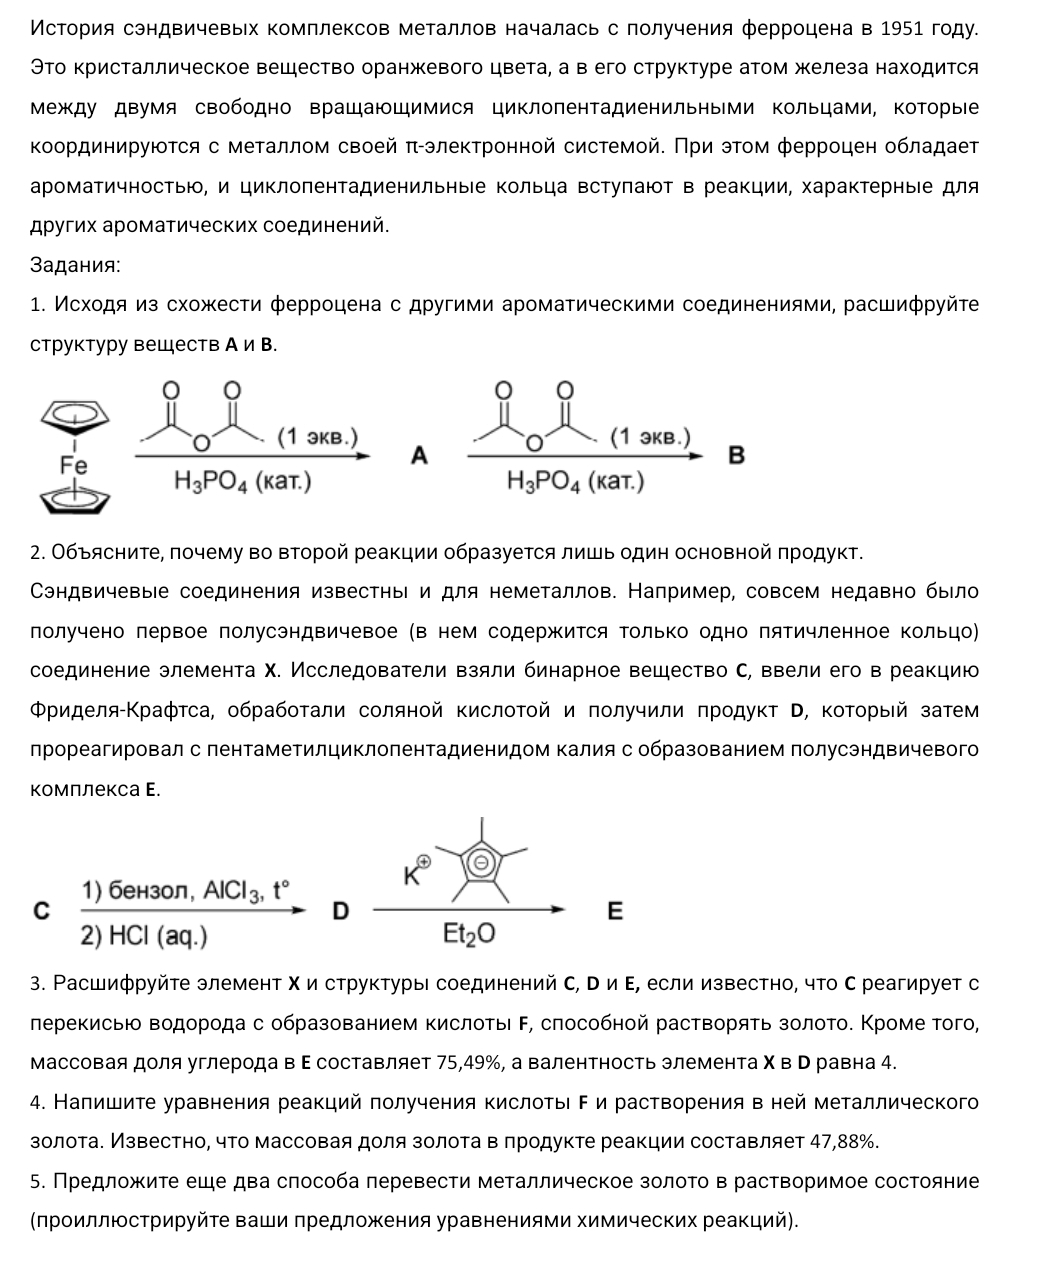 История сэндвичевых комплексов металлов началась с получения ферроцена в 1951 году.
Это кристаллическое вещество оранжевого цвета, а в его структуре атом железа находится
между двумя свободно вращающимися циклопентадиенильными кольцами, которые
координируются с металлом своей π-электронной системой. При этом ферроцен обладает
ароматичностью, и циклопентадиенильные кольца вступают в реакции, характерные для
других ароматических соединений.
Задания:
1. Исходя из схожести ферроцена с другими ароматическими соединениями, расшифруйте
структуру веществ A и B.
O O O O
O (1 экв.) O (1 экв.)
Fe A B
H3PO4 (кат.) H3PO4 (кат.)
2. Объясните, почему во второй реакции образуется лишь один основной продукт.
Сэндвичевые соединения известны и для неметаллов. Например, совсем недавно было
получено первое полусэндвичевое (в нем содержится только одно пятичленное кольцо)
соединение элемента X. Исследователи взяли бинарное вещество C, ввели его в реакцию
Фриделя-Крафтса, обработали соляной кислотой и получили продукт D, который затем
прореагировал с пентаметилциклопентадиенидом калия с образованием полусэндвичевого
комплекса E.
K⊕ ⊖
1) бензол, AlCl3, t°
C D E
2) HCl (aq.) Et2O
3. Расшифруйте элемент X и структуры соединений C, D и E, если известно, что C реагирует с
перекисью водорода с образованием кислоты F, способной растворять золото. Кроме того,
массовая доля углерода в E составляет 75,49%, а валентность элемента X в D равна 4.
4. Напишите уравнения реакций получения кислоты F и растворения в ней металлического
золота. Известно, что массовая доля золота в продукте реакции составляет 47,88%.
5. Предложите еще два способа перевести металлическое золото в растворимое состояние
(проиллюстрируйте ваши предложения уравнениями химических реакций).